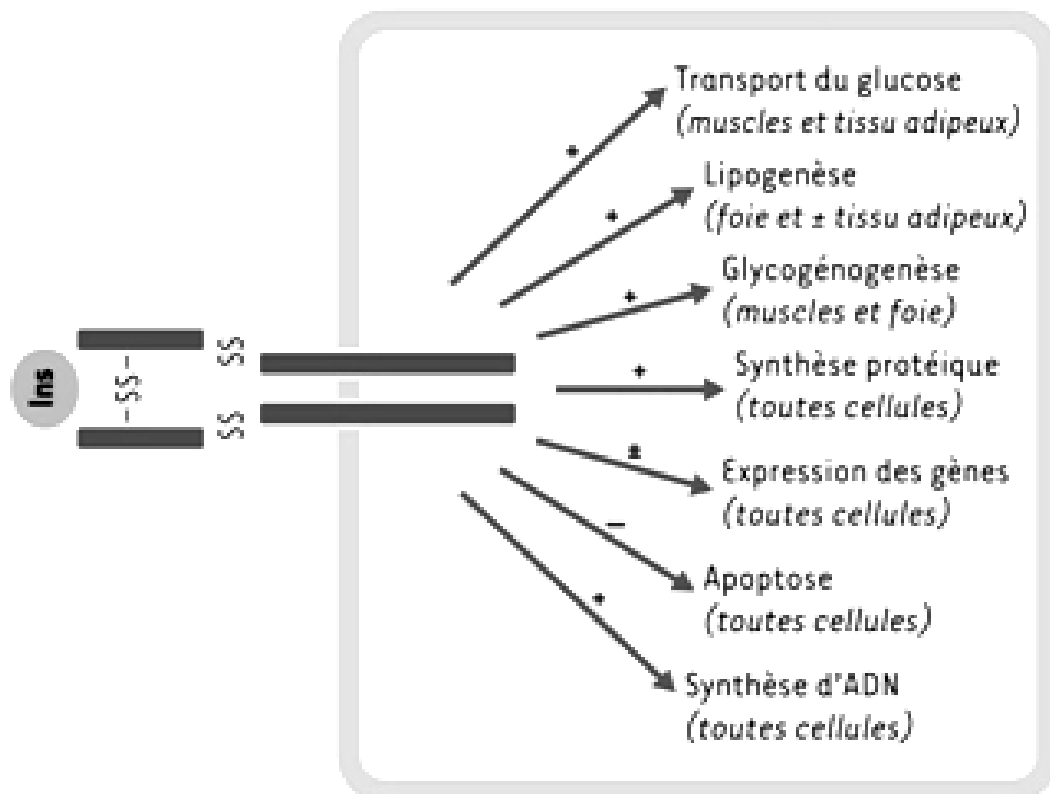 Transport du glucose
(muscles et tissu adipeux)
+
Lipogenèse
(foie et ± tissu adipeux)
+
Glycogénogenèse
(muscles et foie)
+
Ins
-SS-
SS
SS
Synthèse protéique
(toutes cellules)
+
Expression des gènes
(toutes cellules)
±
Apoptose
(toutes cellules)
−
Synthèse d'ADN
(toutes cellules)
+